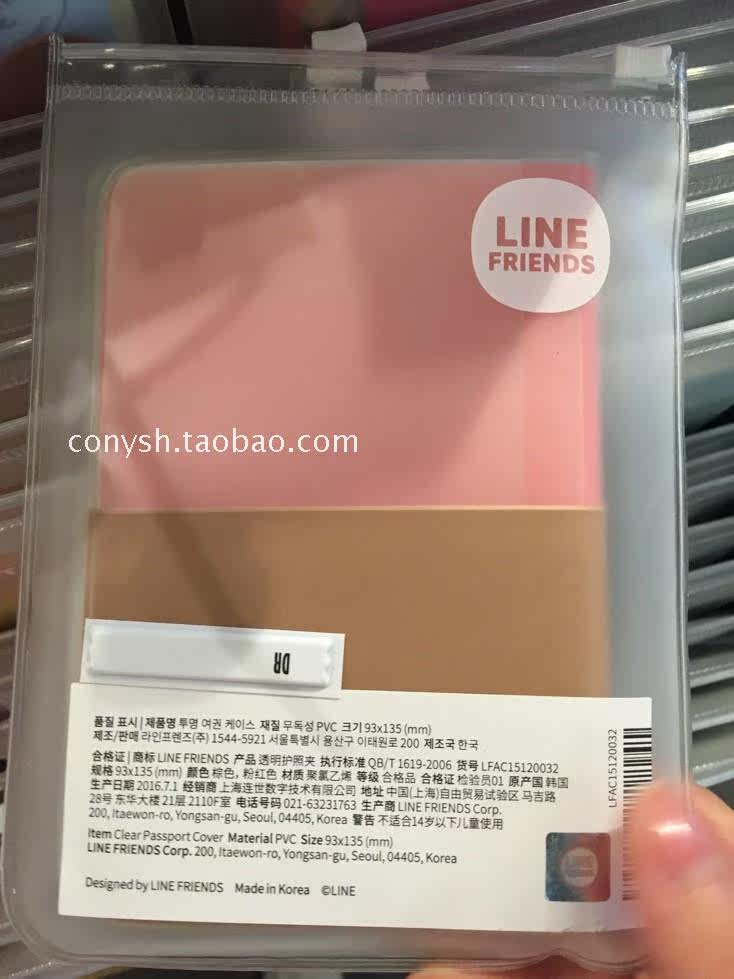 LINE
FRIENDS
conysh.taobao.com
DR
품질 표시 | 제품명 투명 여권 케이스 재질 무독성 PVC 크기 93x135 (mm)
제조/판매 라인프렌즈(주) 1544-5921 서울특별시 용산구 이태원로 200 제조국 한국
合格证 | 商标 LINE FRIENDS 产品 透明护照夹 执行标准 QB/T 1619-2006 货号 LFAC15120032
规格 93x135 (mm) 颜色 棕色，粉红色 材质 聚氯乙烯 等级 合格品 合格证 检验员01 原产国 韩国
生产日期 2016.7.1 经销商 上海连世数字技术有限公司 地址 中国(上海)自由贸易试验区 马吉路
28号 东华大楼 21层 2110F室 电话号码 021-63231763 生产商 LINE FRIENDS Corp.
200, Itaewon-ro, Yongsan-gu, Seoul, 04405, Korea 警告 不适合14岁以下儿童使用
Item Clear Passport Cover Material PVC Size 93x135 (mm)
LINE FRIENDS Corp. 200, Itaewon-ro, Yongsan-gu, Seoul, 04405, Korea
Designed by LINE FRIENDS Made in Korea ©LINE
LFAC15120032
LINE
FRIENDS